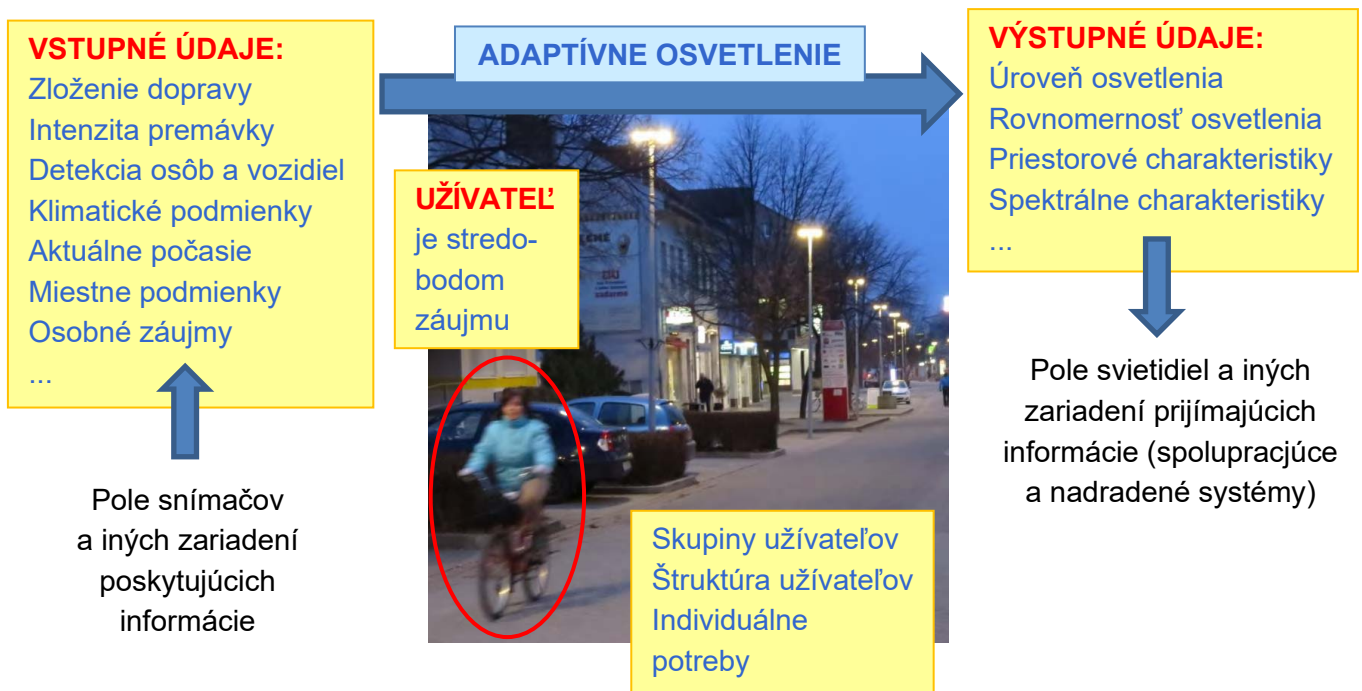 VSTUPNÉ ÚDAJE:
Zloženie dopravy
Intenzita premávky
Detekcia osôb a vozidiel
Klimatické podmienky
Aktuálne počasie
Miestne podmienky
Osobné záujmy
...
Pole snímačov
a iných zariadení
poskytujúcich
informácie
ADAPTÍVNE OSVETLENIE
UŽÍVATEĽ
je stredo-
bodom
záujmu
Skupiny užívateľov
Štruktúra užívateľov
Individuálne
potreby
VÝSTUPNÉ ÚDAJE:
Úroveň osvetlenia
Rovnomernosť osvetlenia
Priestorové charakteristiky
Spektrálne charakteristiky
...
Pole svietidiel a iných
zariadení prijímajúcich
informácie (spolupracjúce
a nadradené systémy)